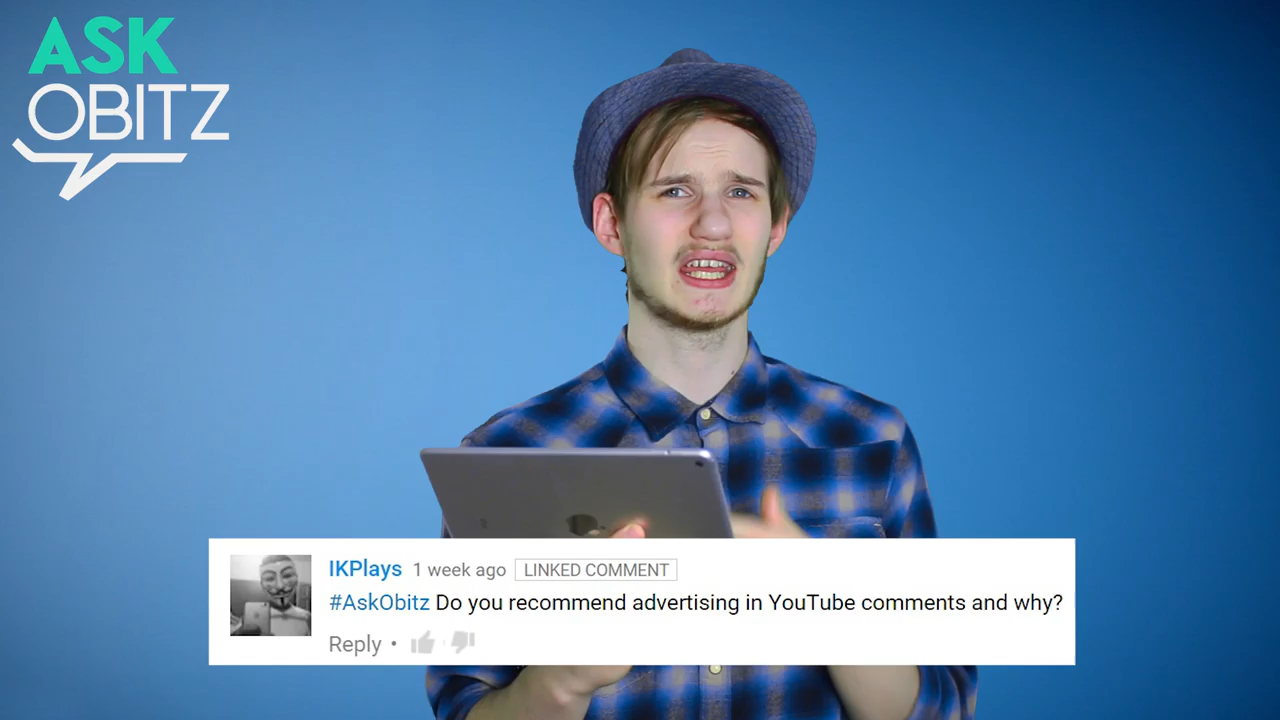 ASK
OBITZ
IKPlays 1 week ago LINKED COMMENT
#AskObitz Do you recommend advertising in YouTube comments and why?
Reply •